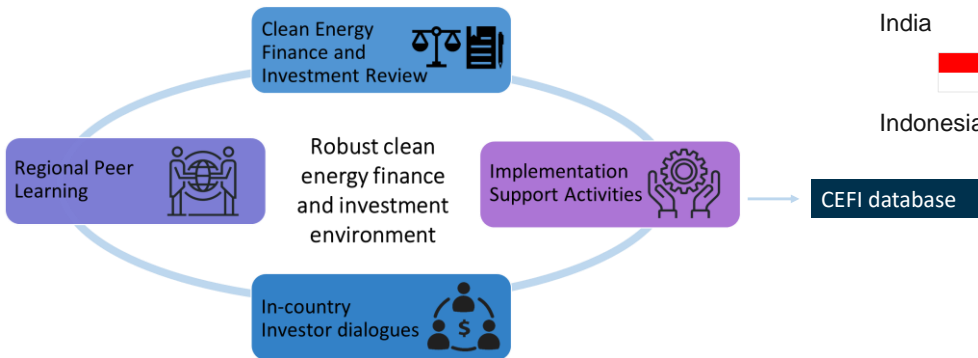 Clean Energy
Finance and
Investment Review
Regional Peer
Learning
Robust clean
energy finance
and investment
environment
Implementation
Support Activities
In-country
Investor dialogues
$
India
Indonesia
CEFI database